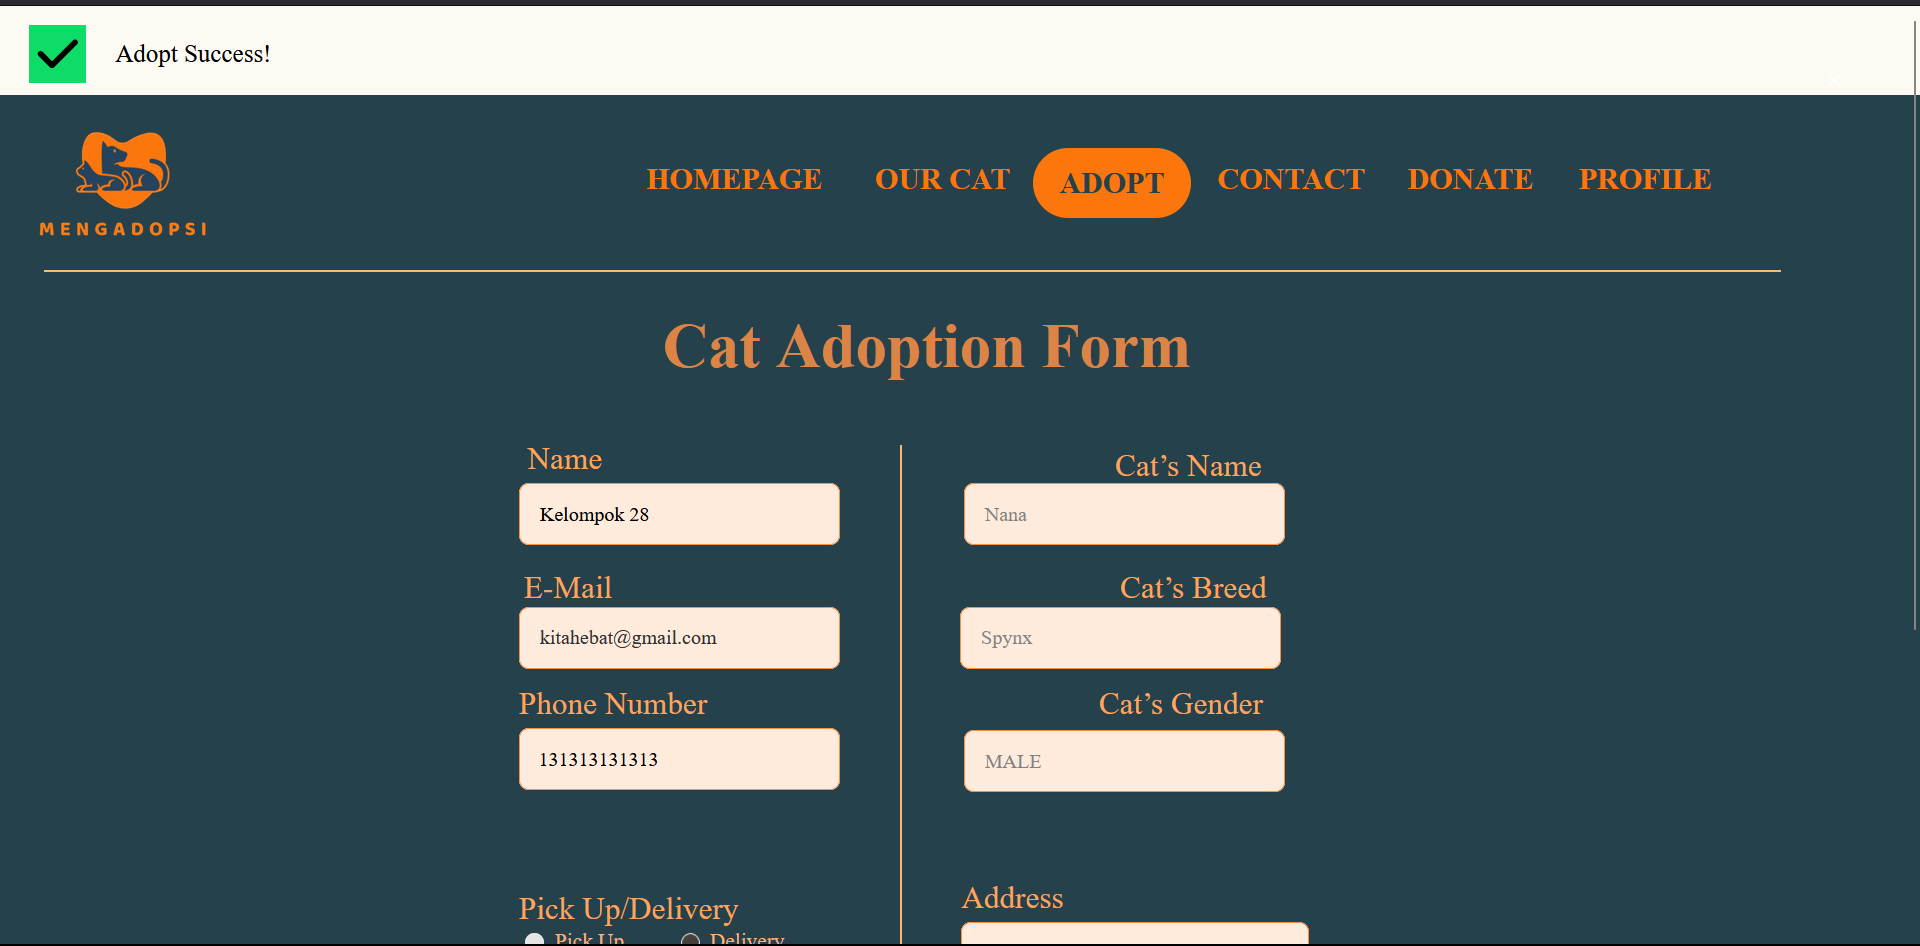 Adopt Success!
MENGADOPSI
HOMEPAGE OUR CAT ADOPT CONTACT DONATE PROFILE
Cat Adoption Form
Name
Kelompok 28
E-Mail
kitahebat@gmail.com
Phone Number
131313131313
Pick Up/Delivery
Pick Up Delivery
Cat’s Name
Nana
Cat’s Breed
Spynx
Cat’s Gender
MALE
Address